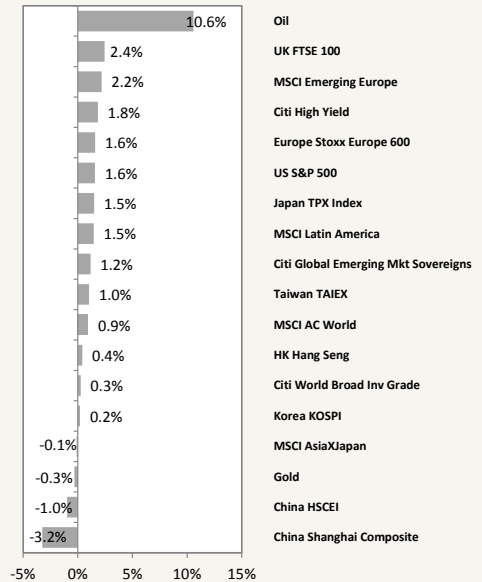 10.6% Oil
2.4% UK FTSE 100
2.2% MSCI Emerging Europe
1.8% Citi High Yield
1.6% Europe Stoxx Europe 600
1.6% US S&P 500
1.5% Japan TPX Index
1.5% MSCI Latin America
1.2% Citi Global Emerging Mkt Sovereigns
1.0% Taiwan TAIEX
0.9% MSCI AC World
0.4% HK Hang Seng
0.3% Citi World Broad Inv Grade
0.2% Korea KOSPI
-0.1% MSCI AsiaXJapan
-0.3% Gold
-1.0% China HSCEI
-3.2% China Shanghai Composite
-5% 0% 5% 10% 15%